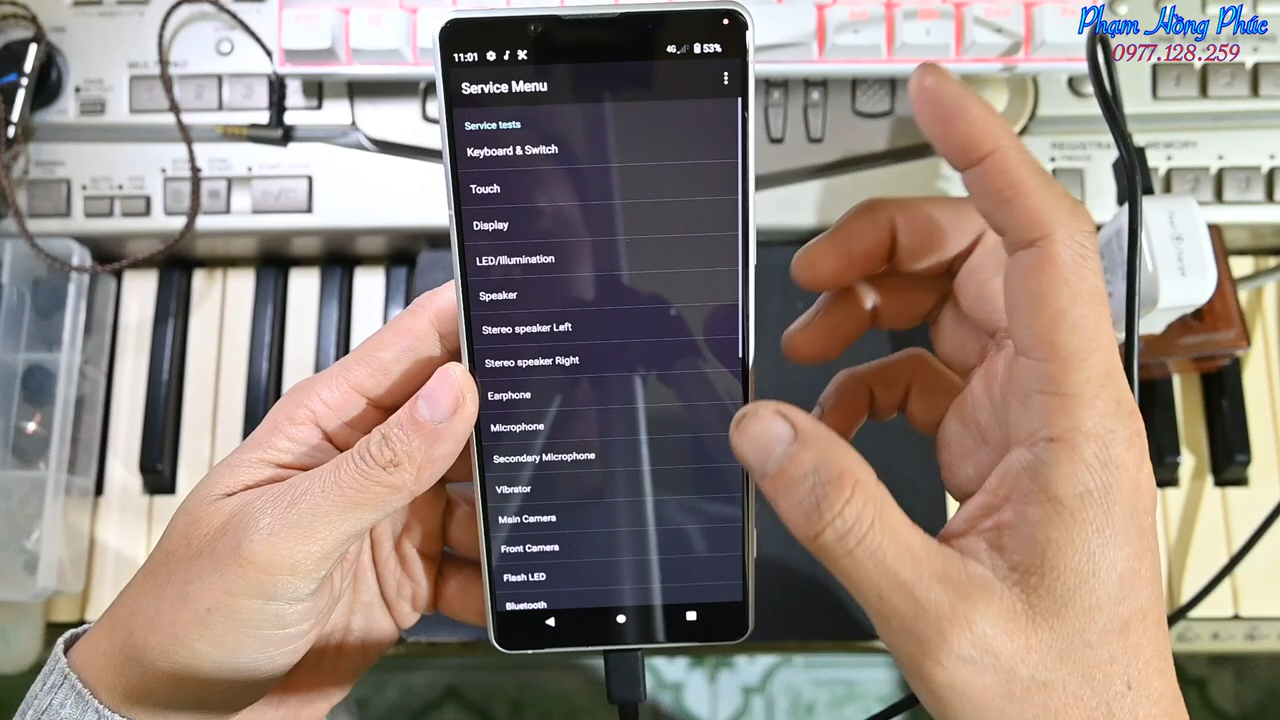 Phạm Hồng Phúc
0977.128.259
11:01
4G
53%
Service Menu
Service tests
Keyboard & Switch
Touch
Display
LED/Illumination
Speaker
Stereo speaker Left
Stereo speaker Right
Earphone
Microphone
Secondary Microphone
Vibrator
Main Camera
Front Camera
Flash LED
Bluetooth